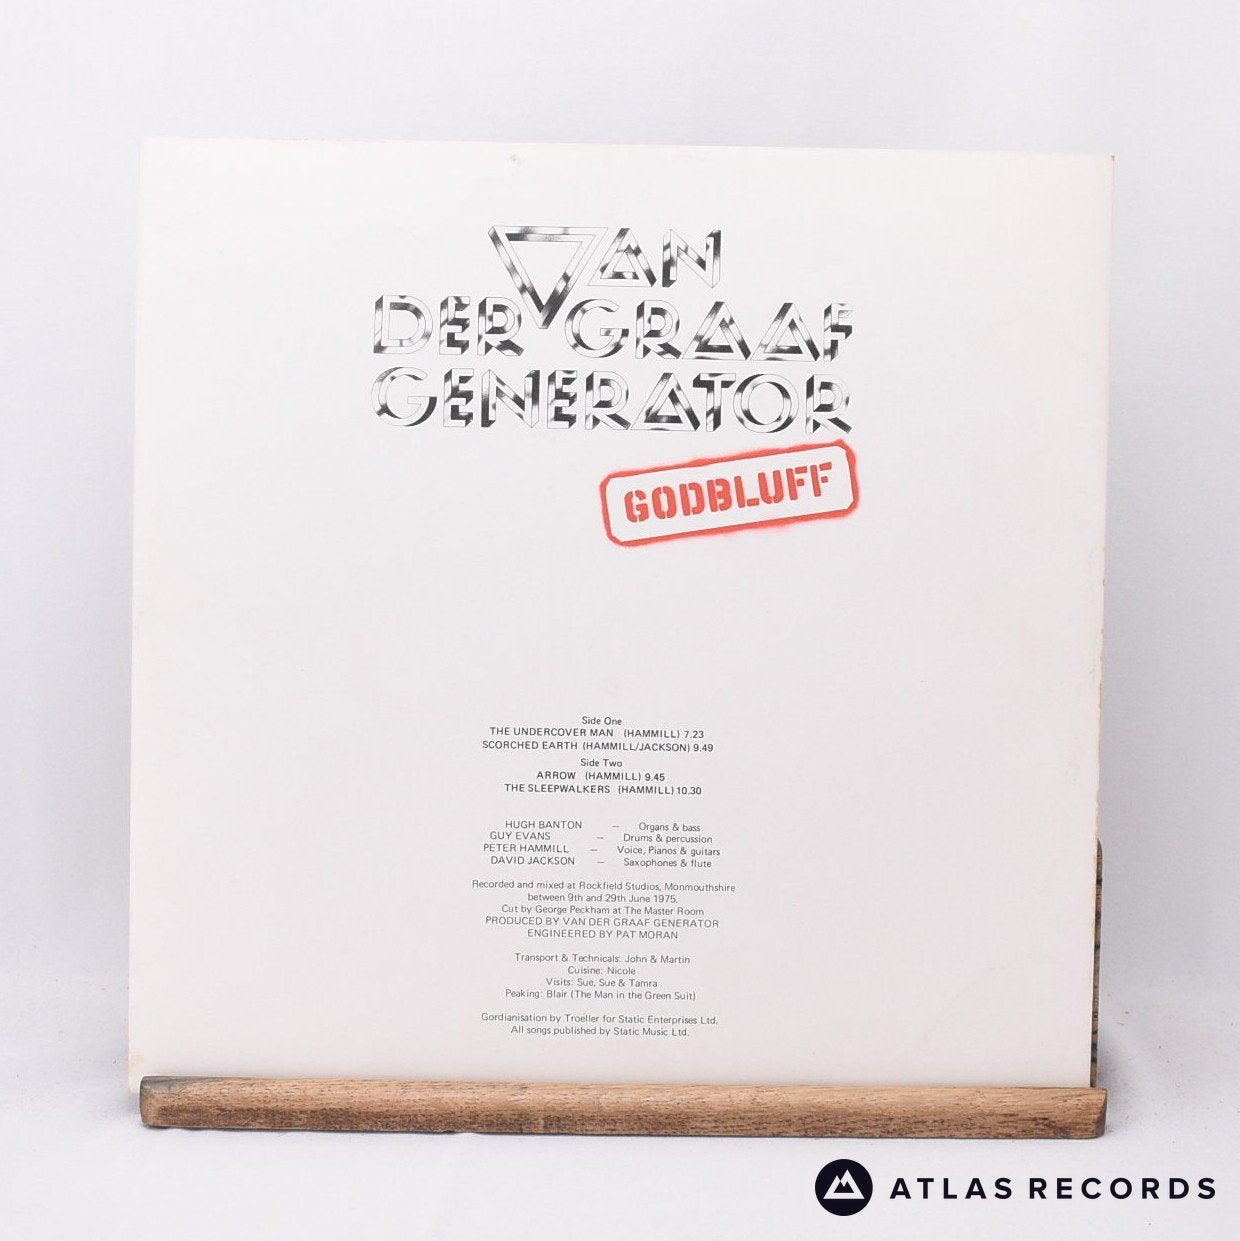 VAN
DER GRAAF
GENERATOR
GODBLUFF
Side One
THE UNDERCOVER MAN (HAMMILL) 7.23
SCORCHED EARTH (HAMMILL/JACKSON) 9.49
Side Two
ARROW (HAMMILL) 9.45
THE SLEEPWALKERS (HAMMILL) 10.30
HUGH BANTON – Organs & bass
GUY EVANS – Drums & percussion
PETER HAMMILL – Voice, Pianos & guitars
DAVID JACKSON – Saxophones & flute
Recorded and mixed at Rockfield Studios, Monmouthshire
between 9th and 29th June 1975.
Cut by George Peckham at The Master Room
PRODUCED BY VAN DER GRAAF GENERATOR
ENGINEERED BY PAT MORAN
Transport & Technicals: John & Martin
Cuisine: Nicole
Visits: Sue, Sue & Tamra
Peaking: Blair (The Man in the Green Suit)
Gordianisation by Troeller for Static Enterprises Ltd.
All songs published by Static Music Ltd.
ATLAS RECORDS